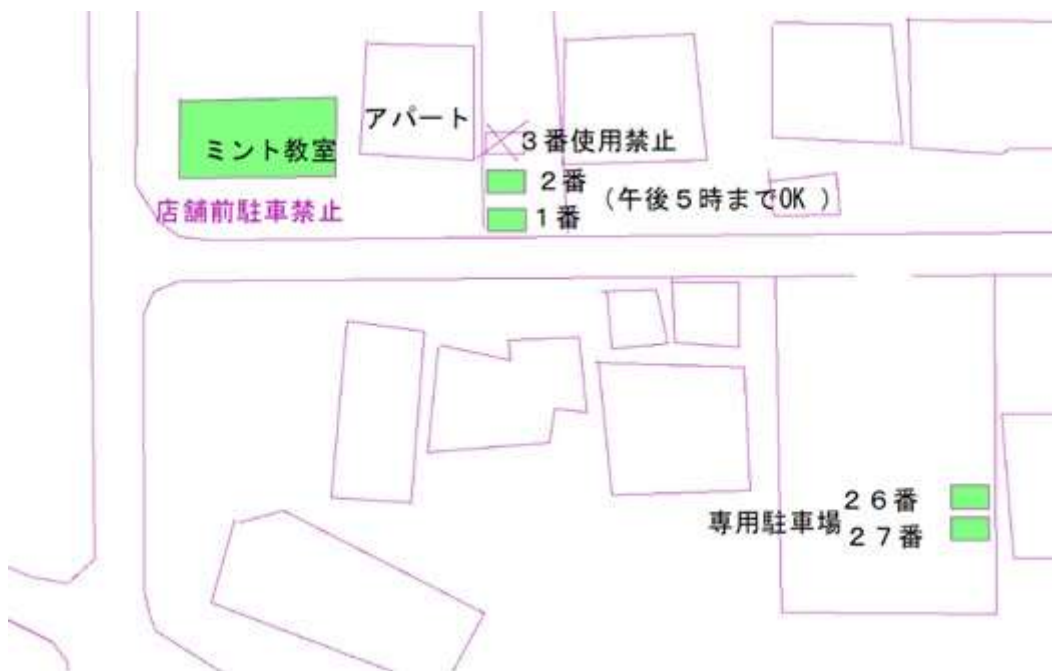 アパート
ミント教室
３番使用禁止
２番
(午後５時までOK )
店舗前駐車禁止
１番
２６番
専用駐車場
２７番